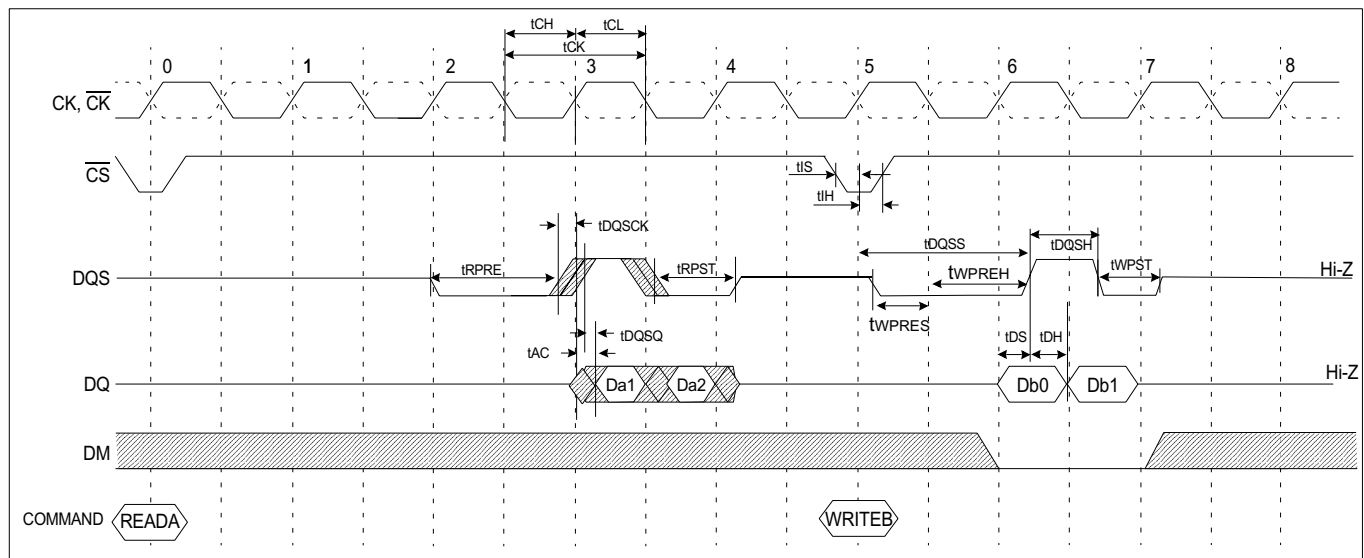 tCH tCL
tCK
0 1 2 3 4 5 6 7 8
CK, CK
CS
tIS
tIH
tDQSCK
tDQSS
tDQSH
DQS
tRPRE
tRPST
tWPREH
tWPST
Hi-Z
tWPRES
tDQSQ
tAC
tDS
tDH
DQ
Da1
Da2
Db0
Db1
Hi-Z
DM
COMMAND
READA
WRITEB